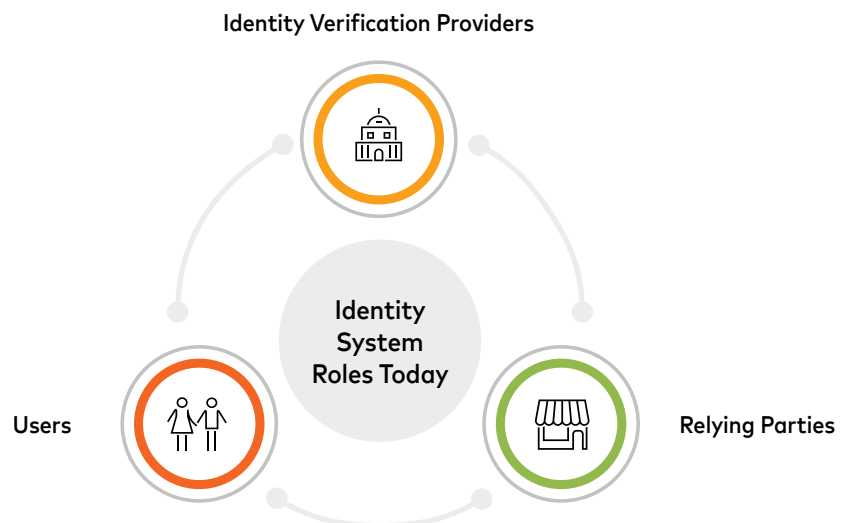 Identity Verification Providers
Identity
System
Roles Today
Users
Relying Parties